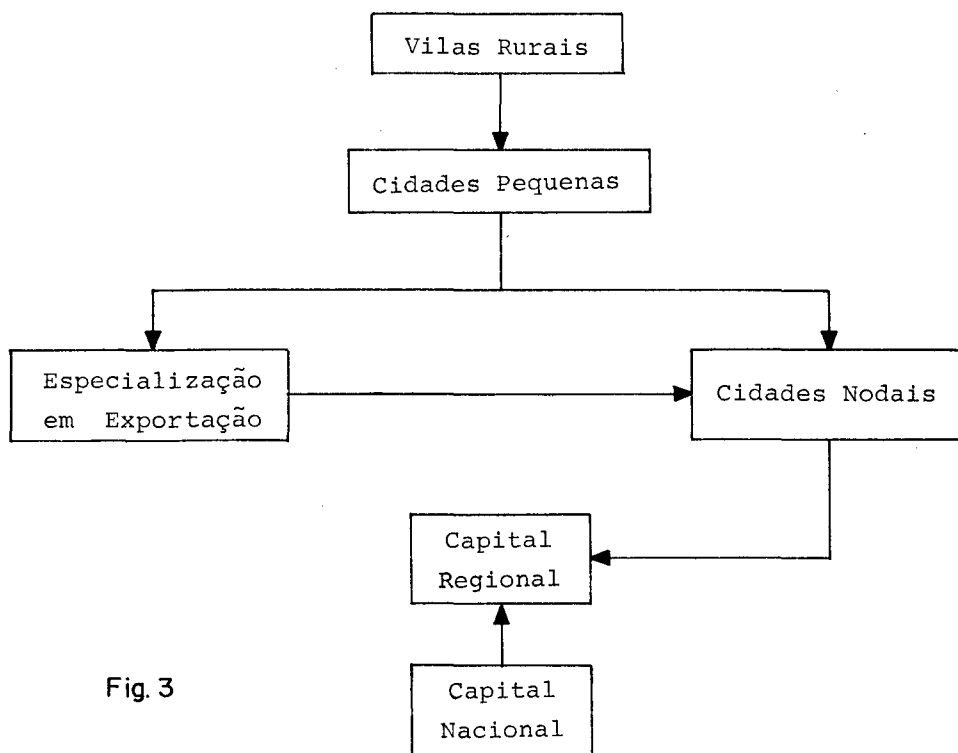 Vilas Rurais
Cidades Pequenas
Especialização
em Exportação
Cidades Nodais
Capital
Regional
Fig. 3
Capital
Nacional